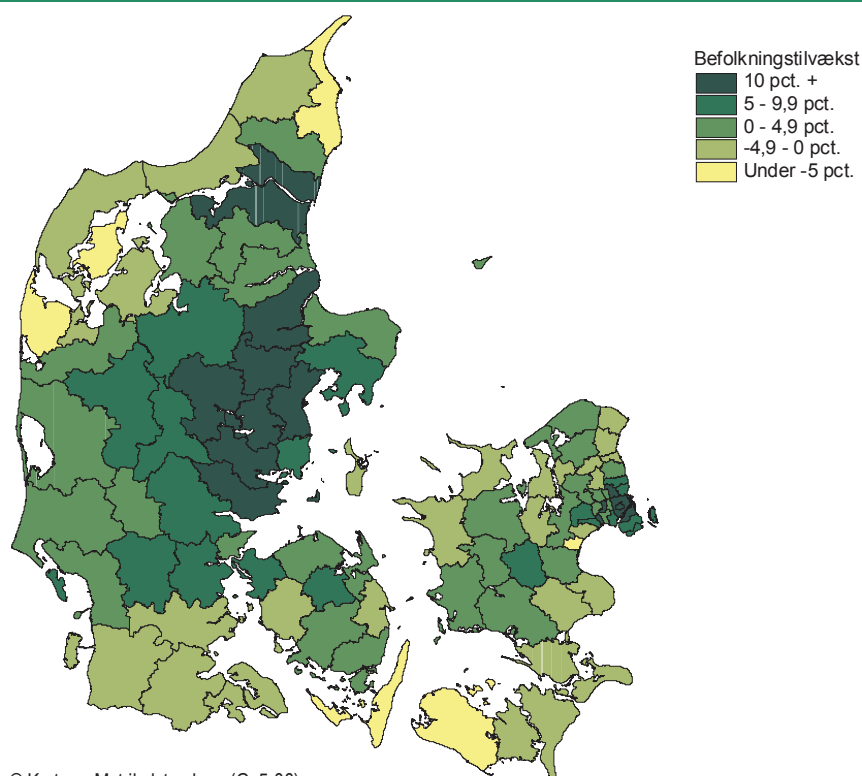 Befolkningstilvækst
10 pct. +
5 - 9,9 pct.
0 - 4,9 pct.
-4,9 - 0 pct.
Under -5 pct.